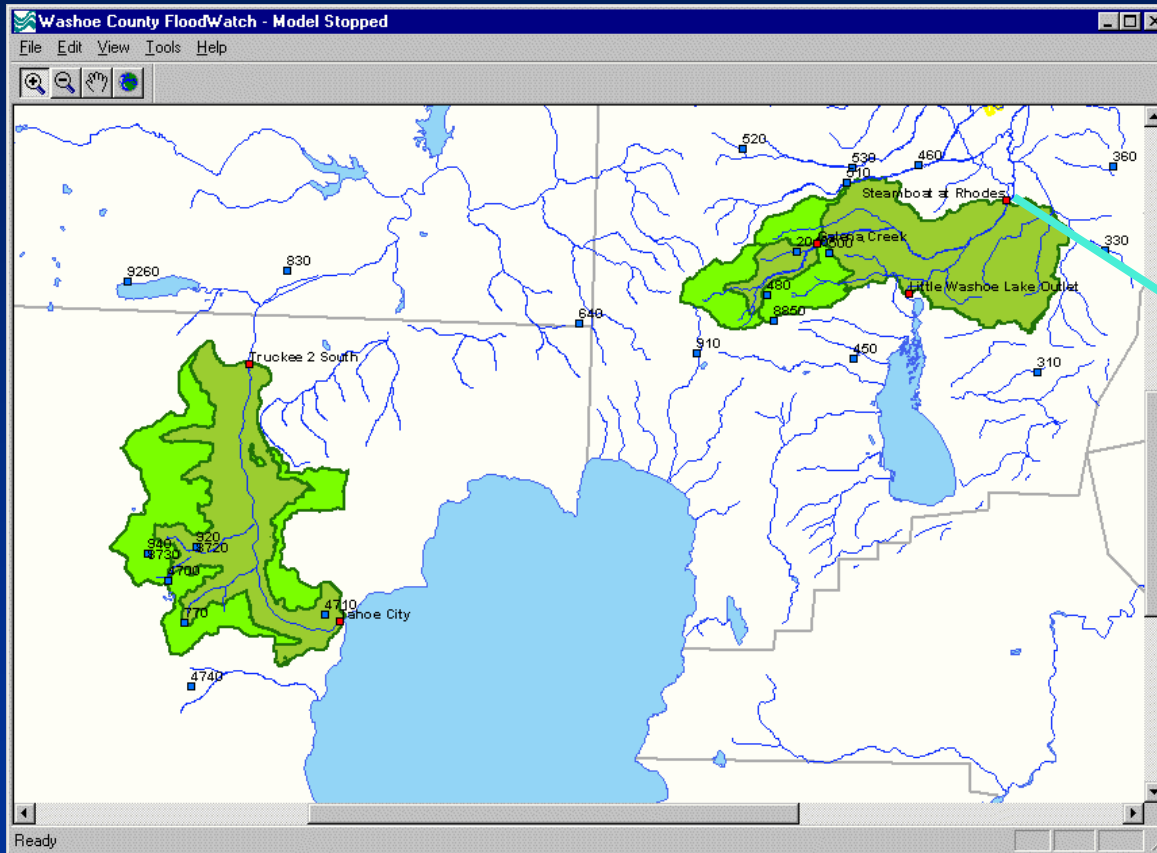 Washoe County FloodWatch - Model Stopped
File Edit View Tools Help
520
530
460
360
510
Steamboat at Rhodes
Galena Creek
330
830
9260
480
Little Washoe Lake Outlet
640
8850
910
450
310
Truckee 2 South
920
940
8720
8730
4700
4710
770
Tahoe City
4740
Ready